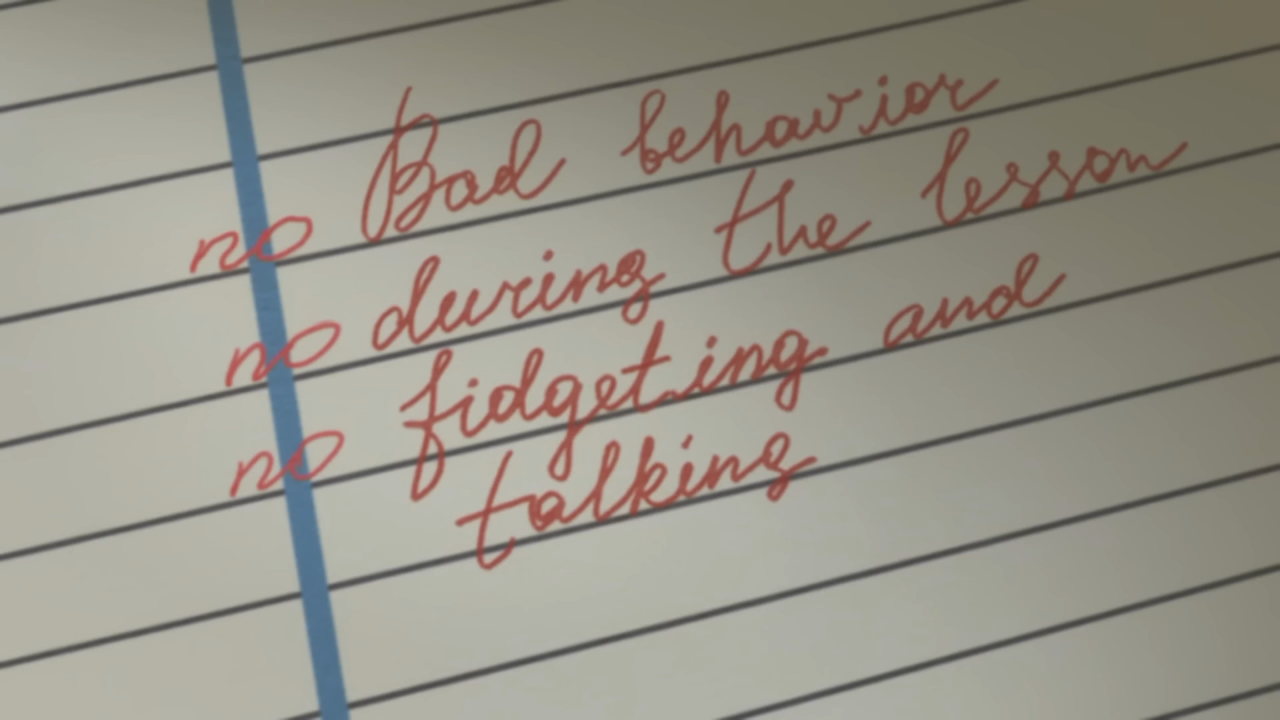 no Bad behavior
no during the lesson
no fidgeting and
talking